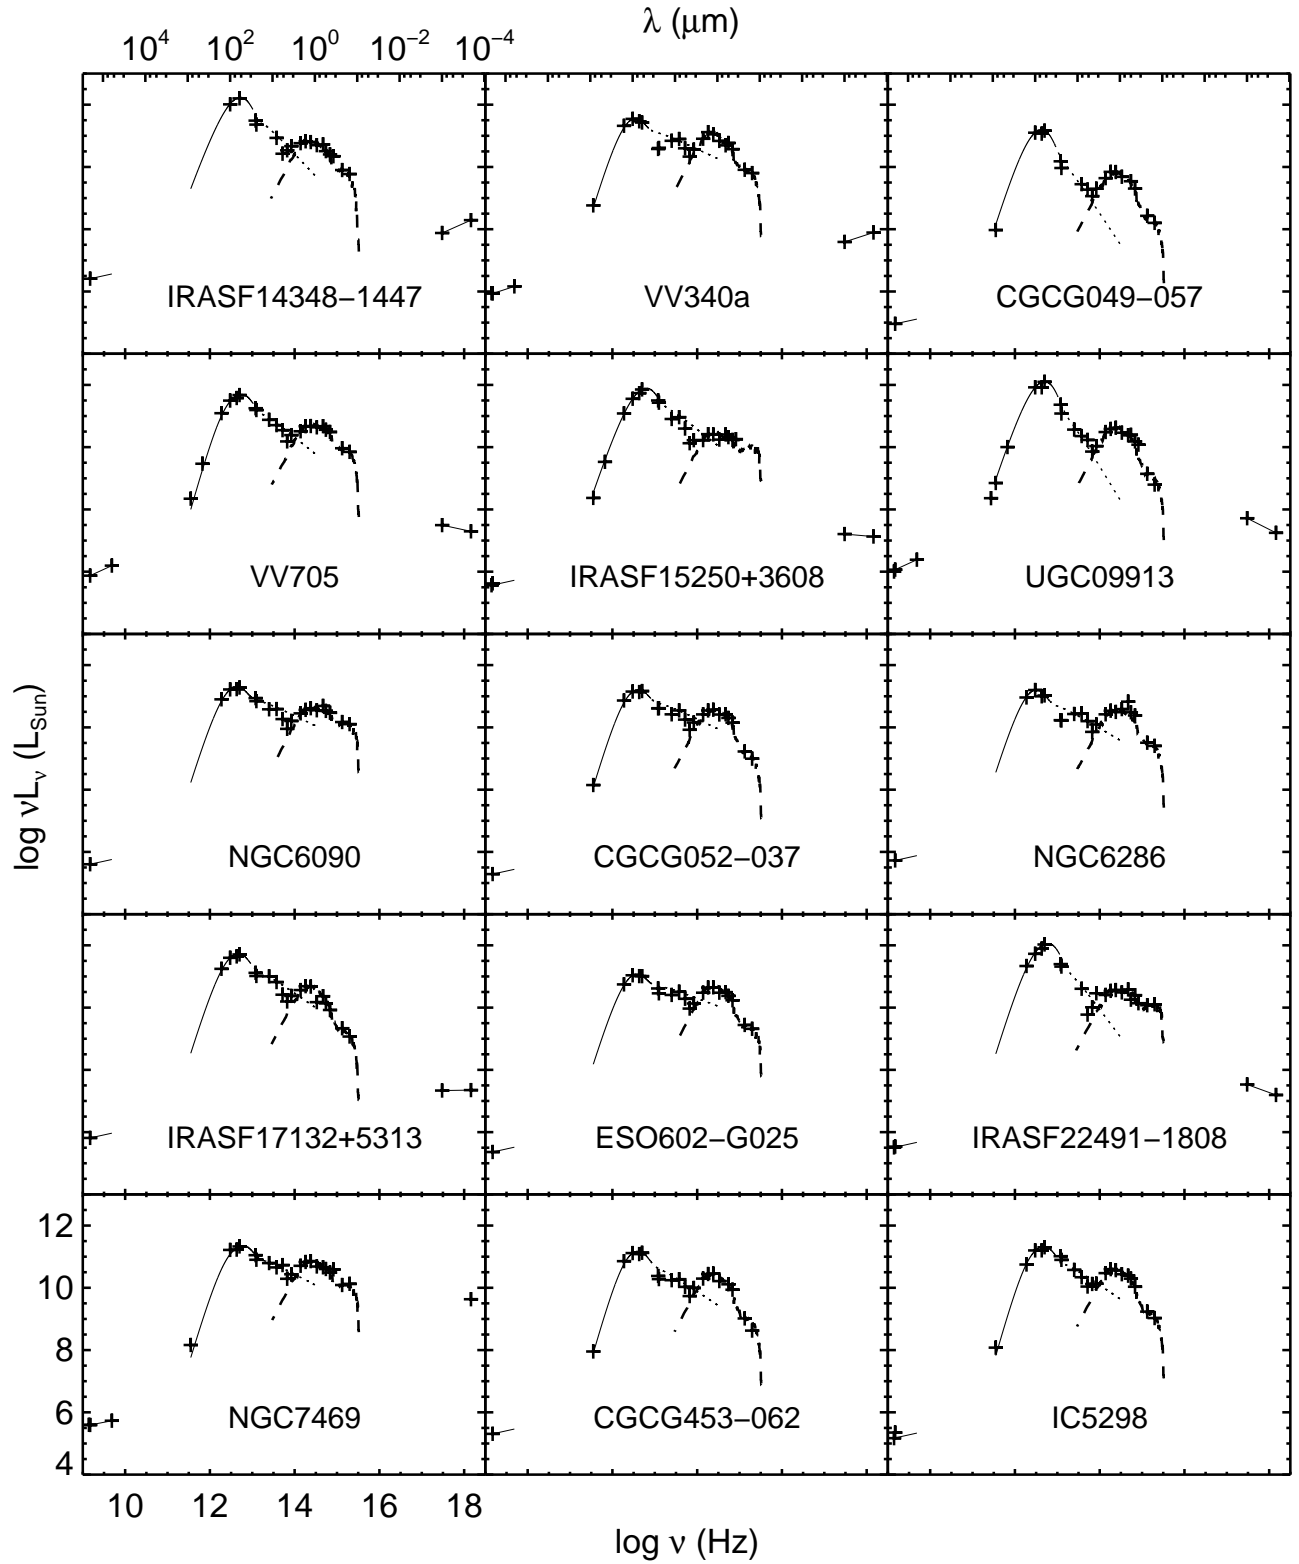 λ (μm)
10^4 10^2 10^0 10^−2 10^−4
IRASF14348−1447 VV340a CGCG049−057
VV705 IRASF15250+3608 UGC09913
log νL_ν (L_Sun)
NGC6090 CGCG052−037 NGC6286
IRASF17132+5313 ESO602−G025 IRASF22491−1808
12
10
8
6
4
NGC7469 CGCG453−062 IC5298
10 12 14 16 18
log ν (Hz)